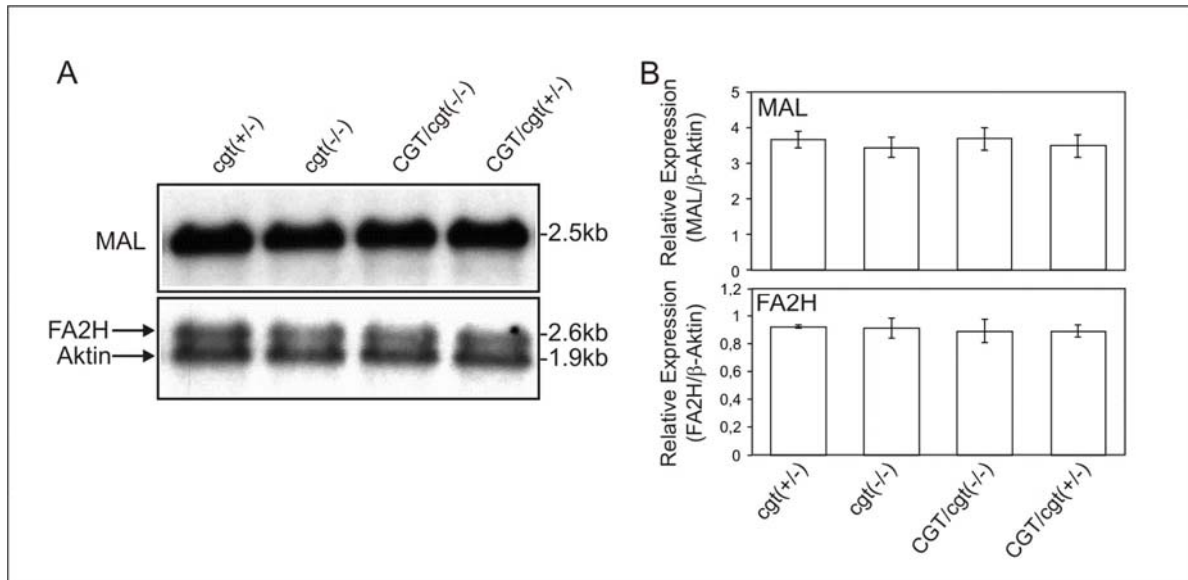 A
cgt(+/-)
cgt(-/-)
CGT/cgt(-/-)
CGT/cgt(+/-)
MAL
-2.5kb
FA2H
-2.6kb
Aktin
-1.9kb
B
Relative Expression
(MAL/β-Aktin)
MAL
5
4
3
2
1
0
Relative Expression
(FA2H/β-Aktin)
FA2H
1,2
1
0,8
0,6
0,4
0,2
0
cgt(+/-)
cgt(-/-)
CGT/cgt(-/-)
CGT/cgt(+/-)